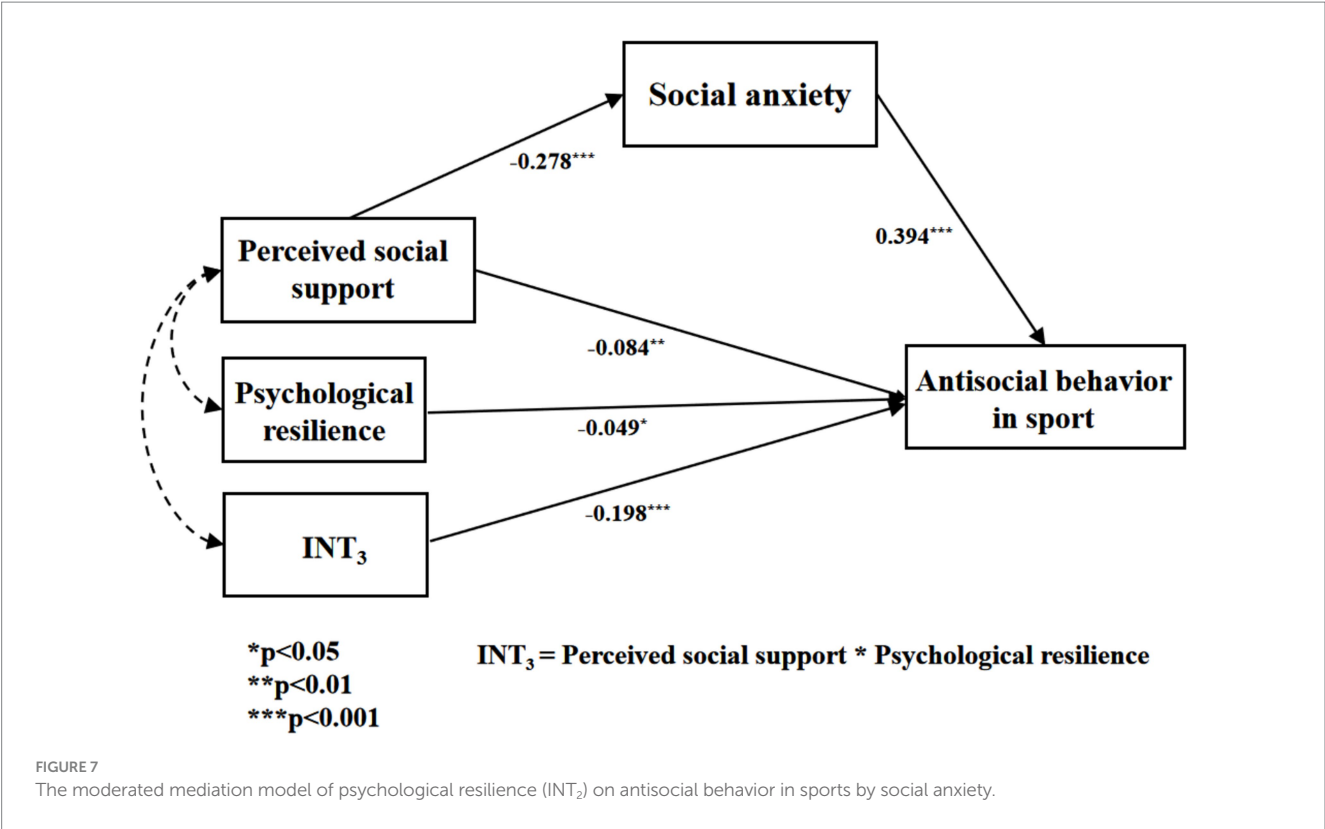 Social anxiety
-0.278***
0.394***
Perceived social
support
-0.084**
Antisocial behavior
in sport
Psychological
resilience
-0.049*
-0.198***
INT₃
*p<0.05
**p<0.01
***p<0.001
INT₃ = Perceived social support * Psychological resilience
FIGURE 7
The moderated mediation model of psychological resilience (INT₂) on antisocial behavior in sports by social anxiety.